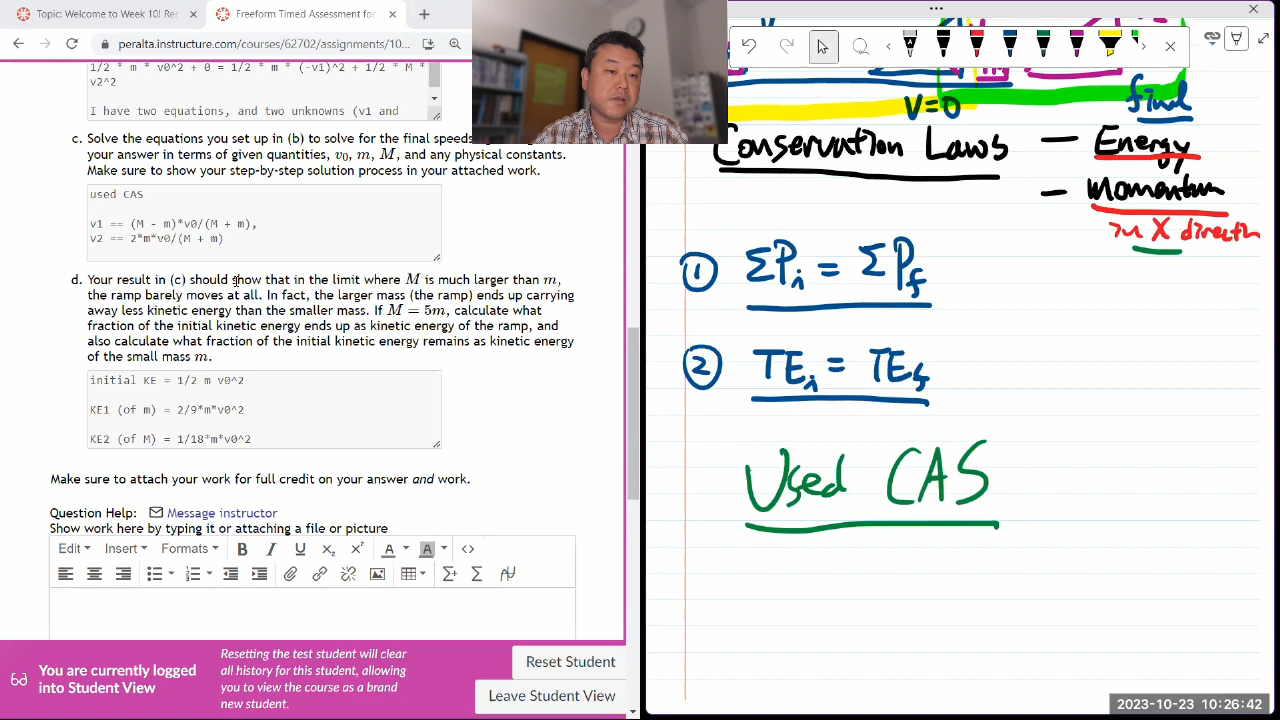 Topic: Welcome to Week 10! Rer
Freeform Timed Assessment for
peralta.instructure.com/courses/6270
/assignments/10
1/2 * m * v0^2 + 0 = 1/2 * m * (-v1)^2 + 1/2 * M *
v2^2
I have two equations, and two unknowns (v1 and
c. Solve the equations you set up in (b) to solve for the final speeds
your answer in terms of given quantities, v0, m, M, and any physical constants.
Make sure to show your step-by-step solution process in your attached work.
used CAS
v1 == (M - m)*v0/(M + m),
v2 == 2*m*v0/(M + m)
d. Your result in (c) should show that in the limit where M is much larger than m,
the ramp barely moves at all. In fact, the larger mass (the ramp) ends up carrying
away less kinetic energy than the smaller mass. If M = 5m, calculate what
fraction of the initial kinetic energy ends up as kinetic energy of the ramp, and
also calculate what fraction of the initial kinetic energy remains as kinetic energy
of the small mass m.
initial KE = 1/2 m v0^2
KE1 (of m) = 2/9*m*v0^2
KE2 (of M) = 1/18*m*v0^2
Make sure to attach your work for full credit on your answer and work.
Question Help: Message instructor
Show work here by typing it or attaching a file or picture
Edit Insert Formats B I U X2 X2 A A <>
You are currently logged
into Student View
Resetting the test student will clear
all history for this student, allowing
you to view the course as a brand
new student.
Reset Student
Leave Student View
V=0
find
Conservation Laws — Energy
— Momentum
in X direction
① ΣPi = ΣPf
② TEi = TEf
Used CAS
2023-10-23 10:26:42